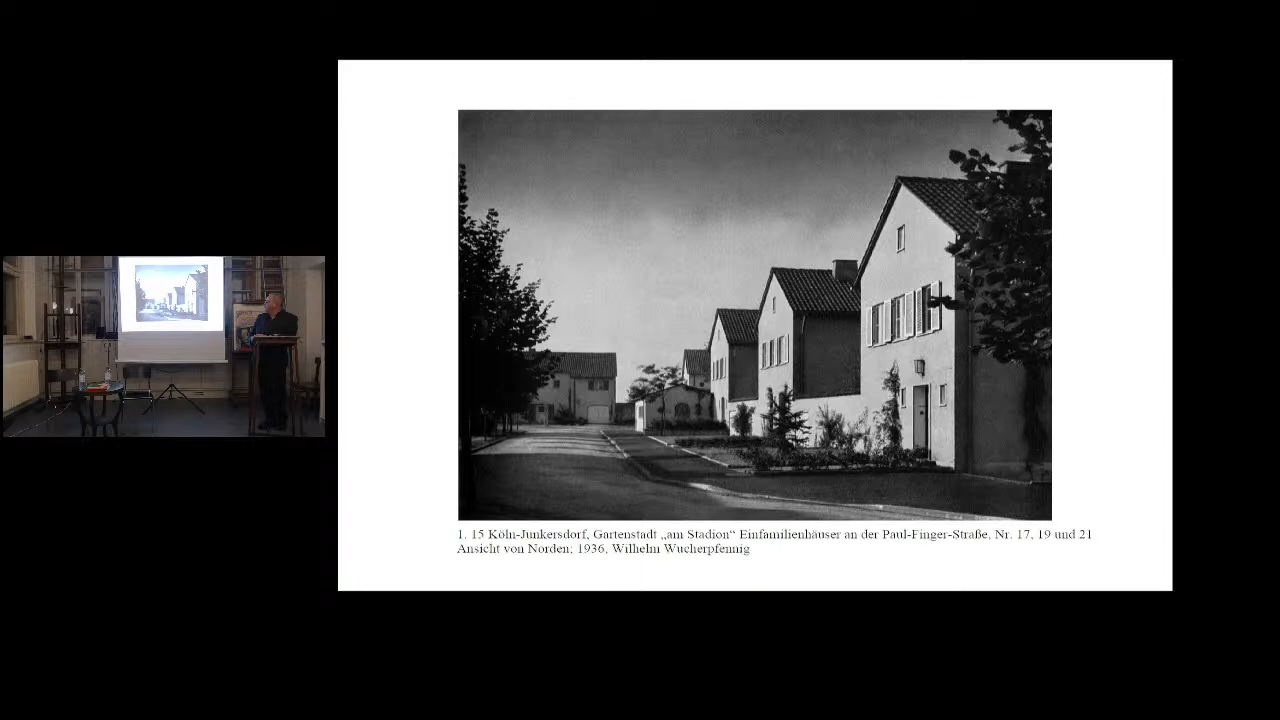 1. 15 Köln-Junkersdorf, Gartenstadt „am Stadion“ Einfamilienhäuser an der Paul-Finger-Straße, Nr. 17, 19 und 21
Ansicht von Norden; 1936, Wilhelm Wucherpfennig